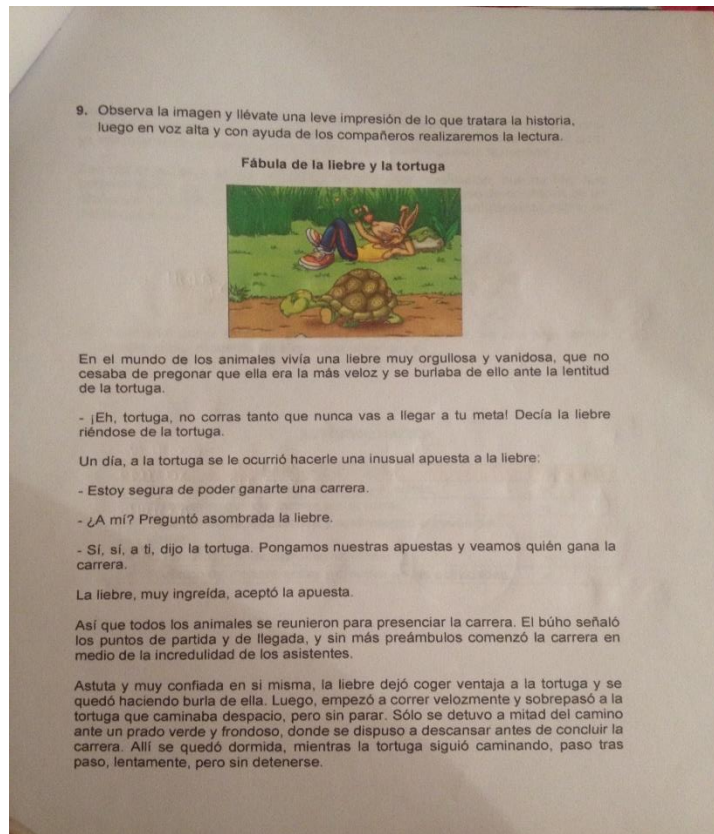 9. Observa la imagen y llévate una leve impresión de lo que tratara la historia,
luego en voz alta y con ayuda de los compañeros realizaremos la lectura.
Fábula de la liebre y la tortuga
En el mundo de los animales vivía una liebre muy orgullosa y vanidosa, que no
cesaba de pregonar que ella era la más veloz y se burlaba de ello ante la lentitud
de la tortuga.
- ¡Eh, tortuga, no corras tanto que nunca vas a llegar a tu meta! Decía la liebre
riéndose de la tortuga.
Un día, a la tortuga se le ocurrió hacerle una inusual apuesta a la liebre:
- Estoy segura de poder ganarte una carrera.
- ¿A mí? Preguntó asombrada la liebre.
- Sí, sí, a ti, dijo la tortuga. Pongamos nuestras apuestas y veamos quién gana la
carrera.
La liebre, muy ingreída, aceptó la apuesta.
Así que todos los animales se reunieron para presenciar la carrera. El búho señaló
los puntos de partida y de llegada, y sin más preámbulos comenzó la carrera en
medio de la incredulidad de los asistentes.
Astuta y muy confiada en si misma, la liebre dejó coger ventaja a la tortuga y se
quedó haciendo burla de ella. Luego, empezó a correr velozmente y sobrepasó a la
tortuga que caminaba despacio, pero sin parar. Sólo se detuvo a mitad del camino
ante un prado verde y frondoso, donde se dispuso a descansar antes de concluir la
carrera. Allí se quedó dormida, mientras la tortuga siguió caminando, paso tras
paso, lentamente, pero sin detenerse.